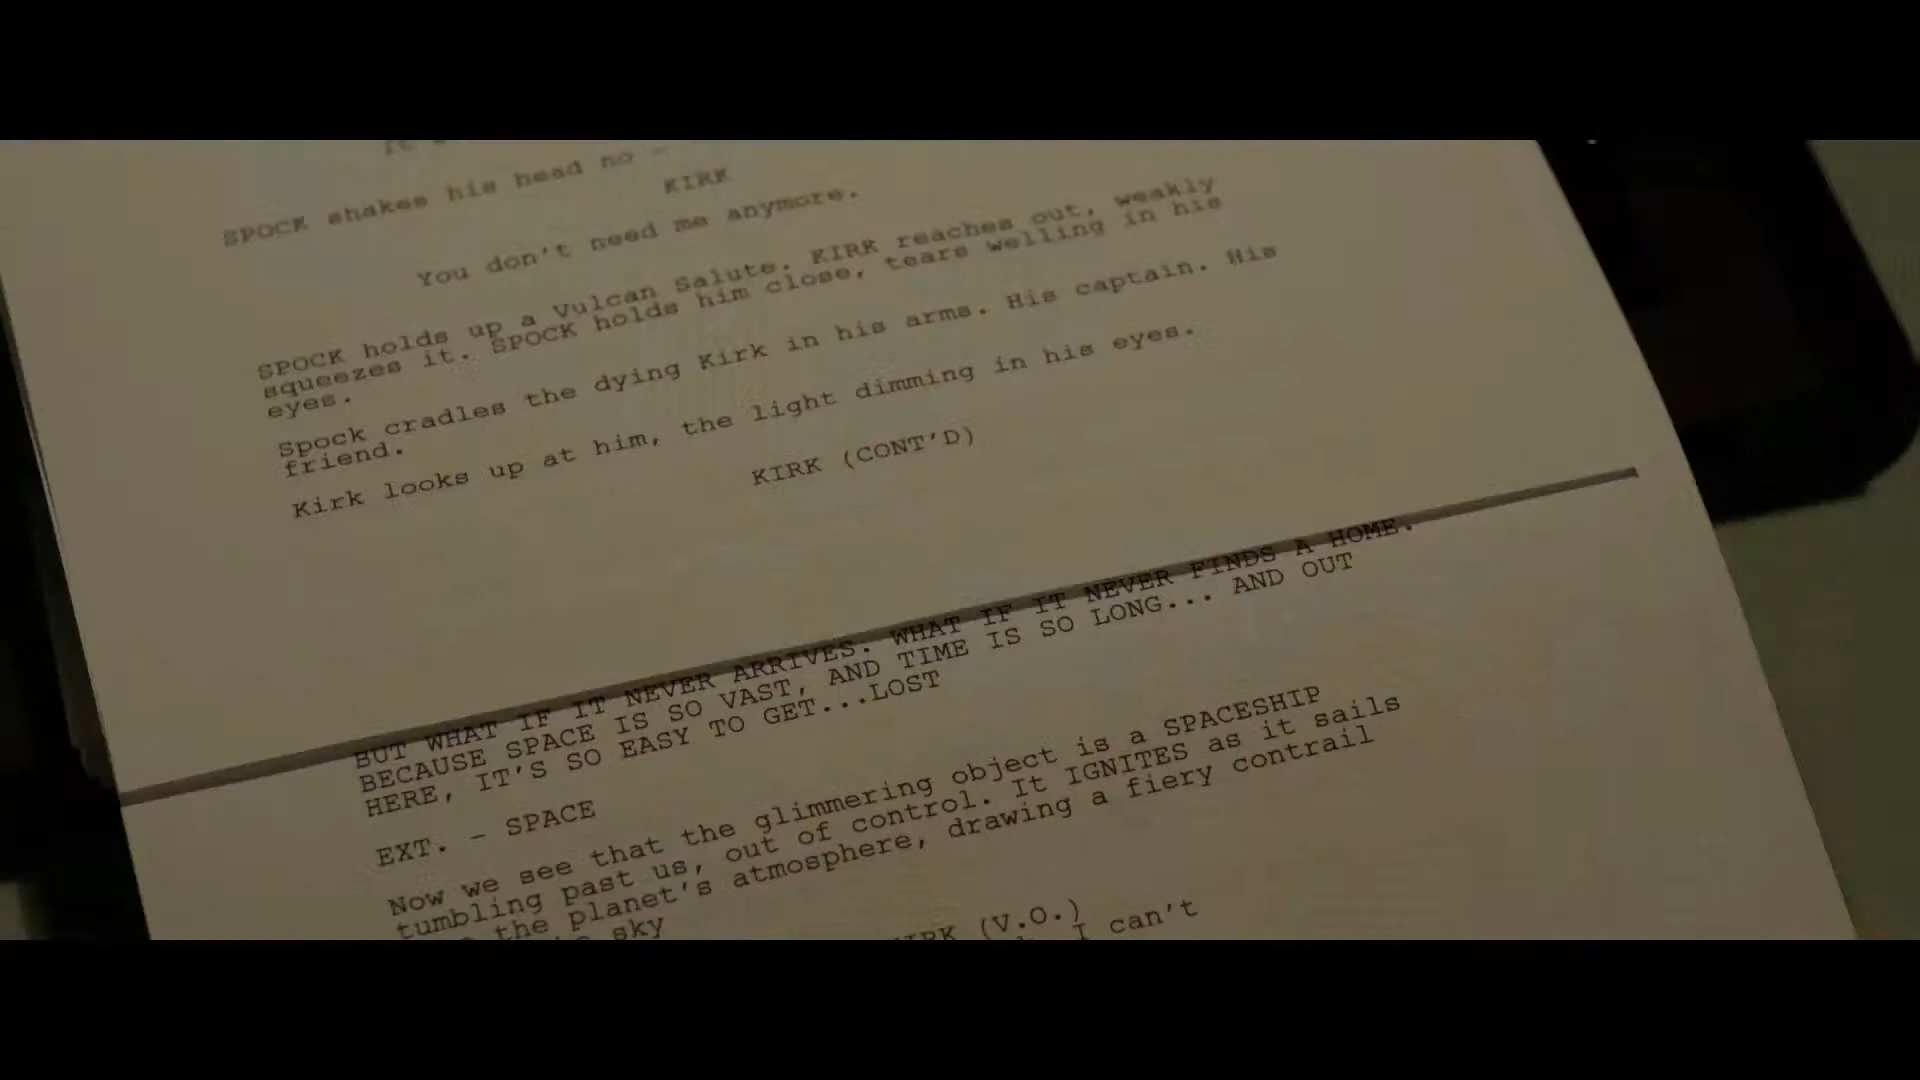 SPOCK shakes his head no -
KIRK
You don't need me anymore.
SPOCK holds up a Vulcan Salute. KIRK reaches out, weakly
squeezes it. SPOCK holds him close, tears welling in his
eyes.
Spock cradles the dying Kirk in his arms. His captain. His
friend.
Kirk looks up at him, the light dimming in his eyes.
KIRK (CONT'D)
BUT WHAT IF IT NEVER ARRIVES. WHAT IF IT NEVER FINDS A HOME.
BECAUSE SPACE IS SO VAST, AND TIME IS SO LONG... AND OUT
HERE, IT'S SO EASY TO GET...LOST
EXT. - SPACE
Now we see that the glimmering object is a SPACESHIP
tumbling past us, out of control. It IGNITES as it sails
the planet's atmosphere, drawing a fiery contrail
sky
KIRK (V.O.)
I can't